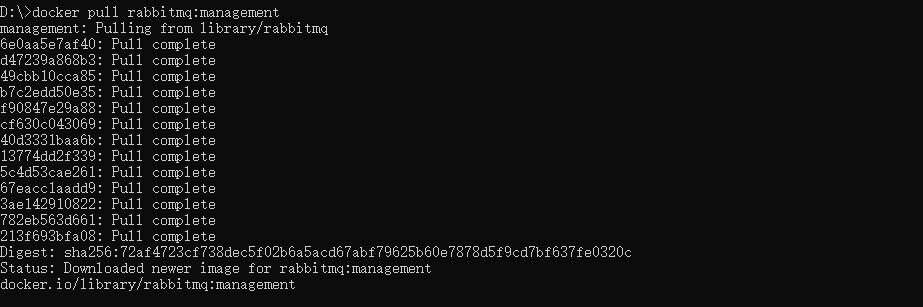 D:\>docker pull rabbitmq:management
management: Pulling from library/rabbitmq
6e0aa5e7af40: Pull complete
d47239a868b3: Pull complete
49cbb10cca85: Pull complete
b7c2edd50e35: Pull complete
f90847e29a88: Pull complete
cf630c043069: Pull complete
40d3331baa6b: Pull complete
13774dd2f339: Pull complete
5c4d53cae261: Pull complete
67eacc1aadd9: Pull complete
3ae142910822: Pull complete
782eb563d661: Pull complete
213f693bfa08: Pull complete
Digest: sha256:72af4723cf738dec5f02b6a5acd67abf79625b60e7878d5f9cd7bf637fe0320c
Status: Downloaded newer image for rabbitmq:management
docker.io/library/rabbitmq:management